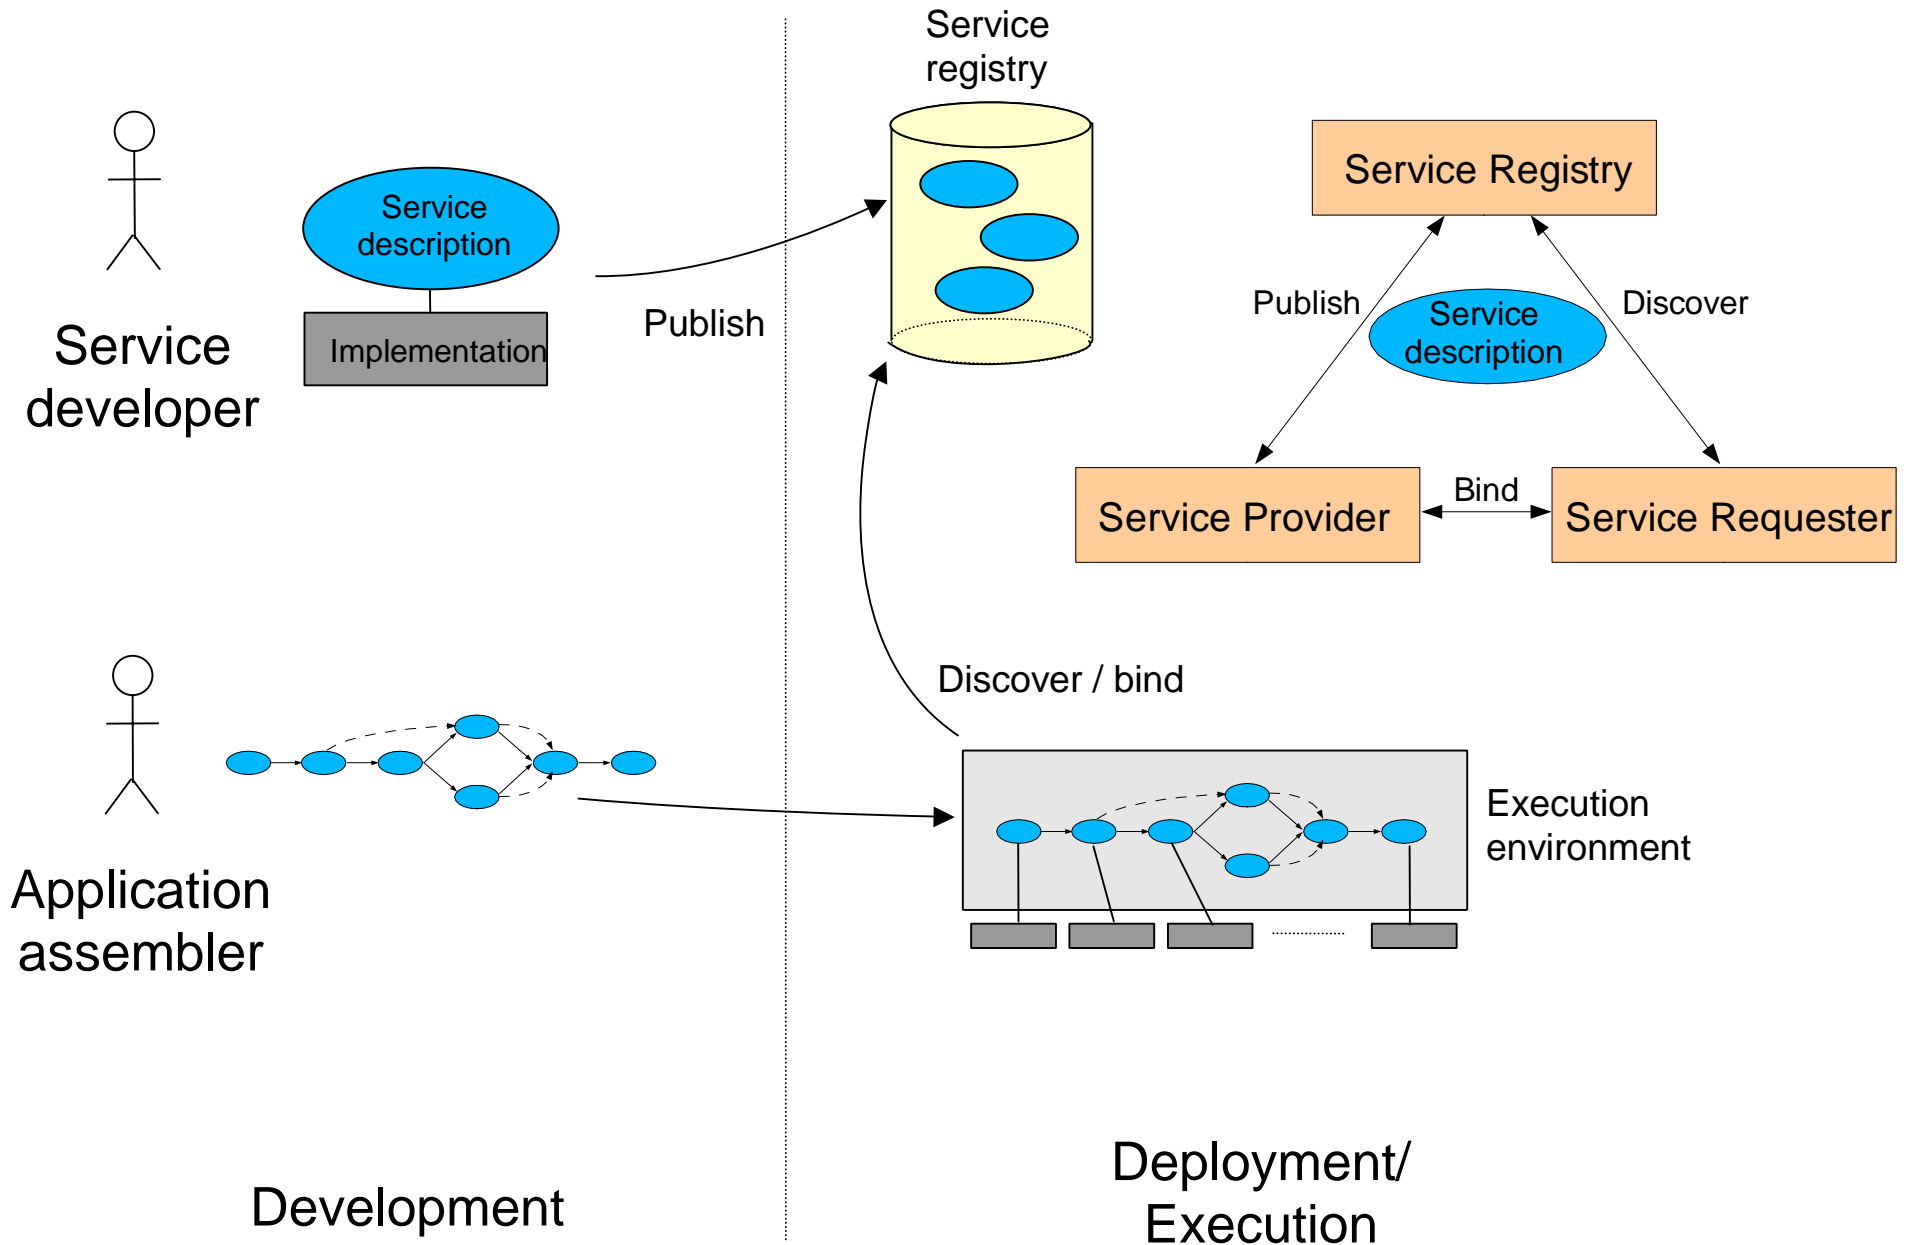 Service
registry
Service Registry
Service
description
Implementation
Publish
Service
developer
Publish
Service
description
Discover
Service Provider
Bind
Service Requester
Discover / bind
Execution
environment
Application
assembler
Development
Deployment/
Execution